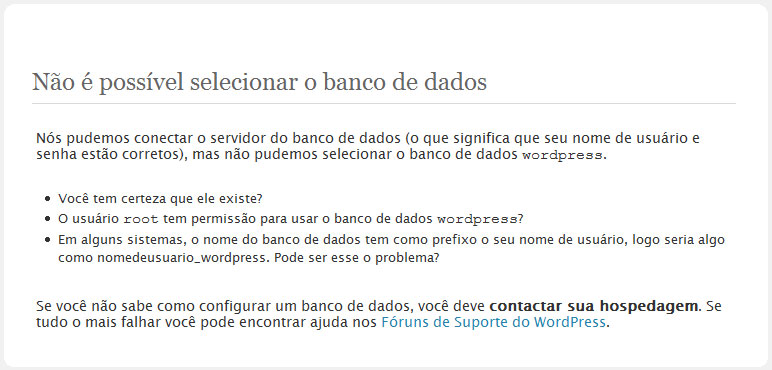 Não é possível selecionar o banco de dados
Nós pudemos conectar o servidor do banco de dados (o que significa que seu nome de usuário e
senha estão corretos), mas não pudemos selecionar o banco de dados wordpress.
Você tem certeza que ele existe?
O usuário root tem permissão para usar o banco de dados wordpress?
Em alguns sistemas, o nome do banco de dados tem como prefixo o seu nome de usuário, logo seria algo
como nomedeusuario_wordpress. Pode ser esse o problema?
Se você não sabe como configurar um banco de dados, você deve contactar sua hospedagem. Se
tudo o mais falhar você pode encontrar ajuda nos Fóruns de Suporte do WordPress.